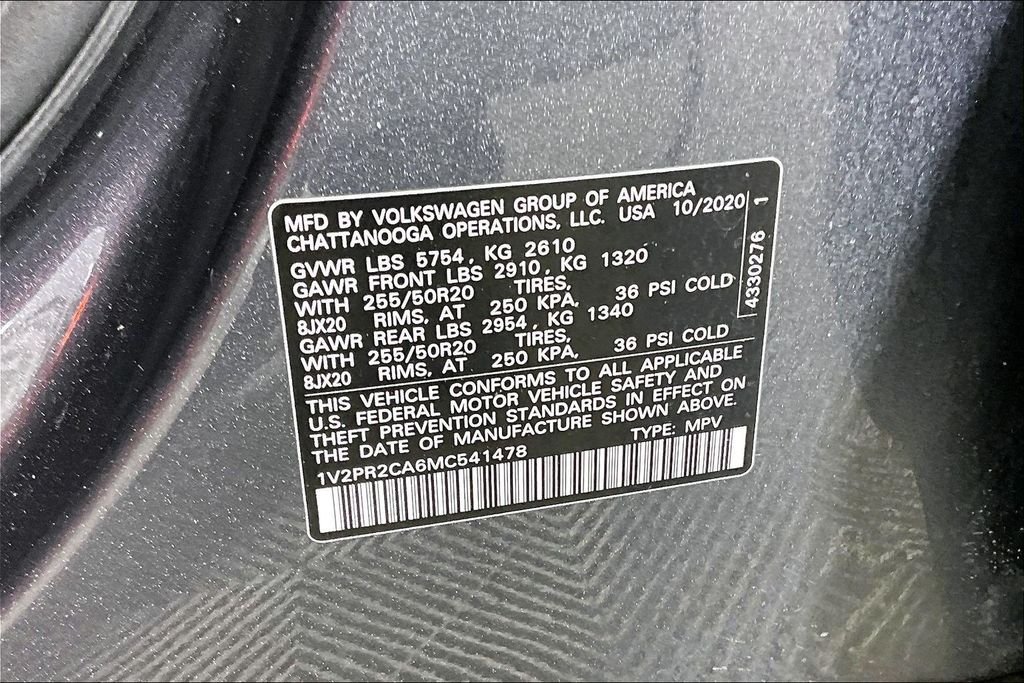 MFD BY VOLKSWAGEN GROUP OF AMERICA
CHATTANOOGA OPERATIONS, LLC. USA 10/2020
GVWR LBS 5754, KG 2610
GAWR FRONT LBS 2910, KG 1320
WITH 255/50R20 TIRES,
8JX20 RIMS, AT 250 KPA, 36 PSI COLD
GAWR REAR LBS 2954, KG 1340
WITH 255/50R20 TIRES,
8JX20 RIMS, AT 250 KPA, 36 PSI COLD
THIS VEHICLE CONFORMS TO ALL APPLICABLE
U.S. FEDERAL MOTOR VEHICLE SAFETY AND
THEFT PREVENTION STANDARDS IN EFFECT ON
THE DATE OF MANUFACTURE SHOWN ABOVE.
1V2PR2CA6MC541478 TYPE: MPV
4330276 1